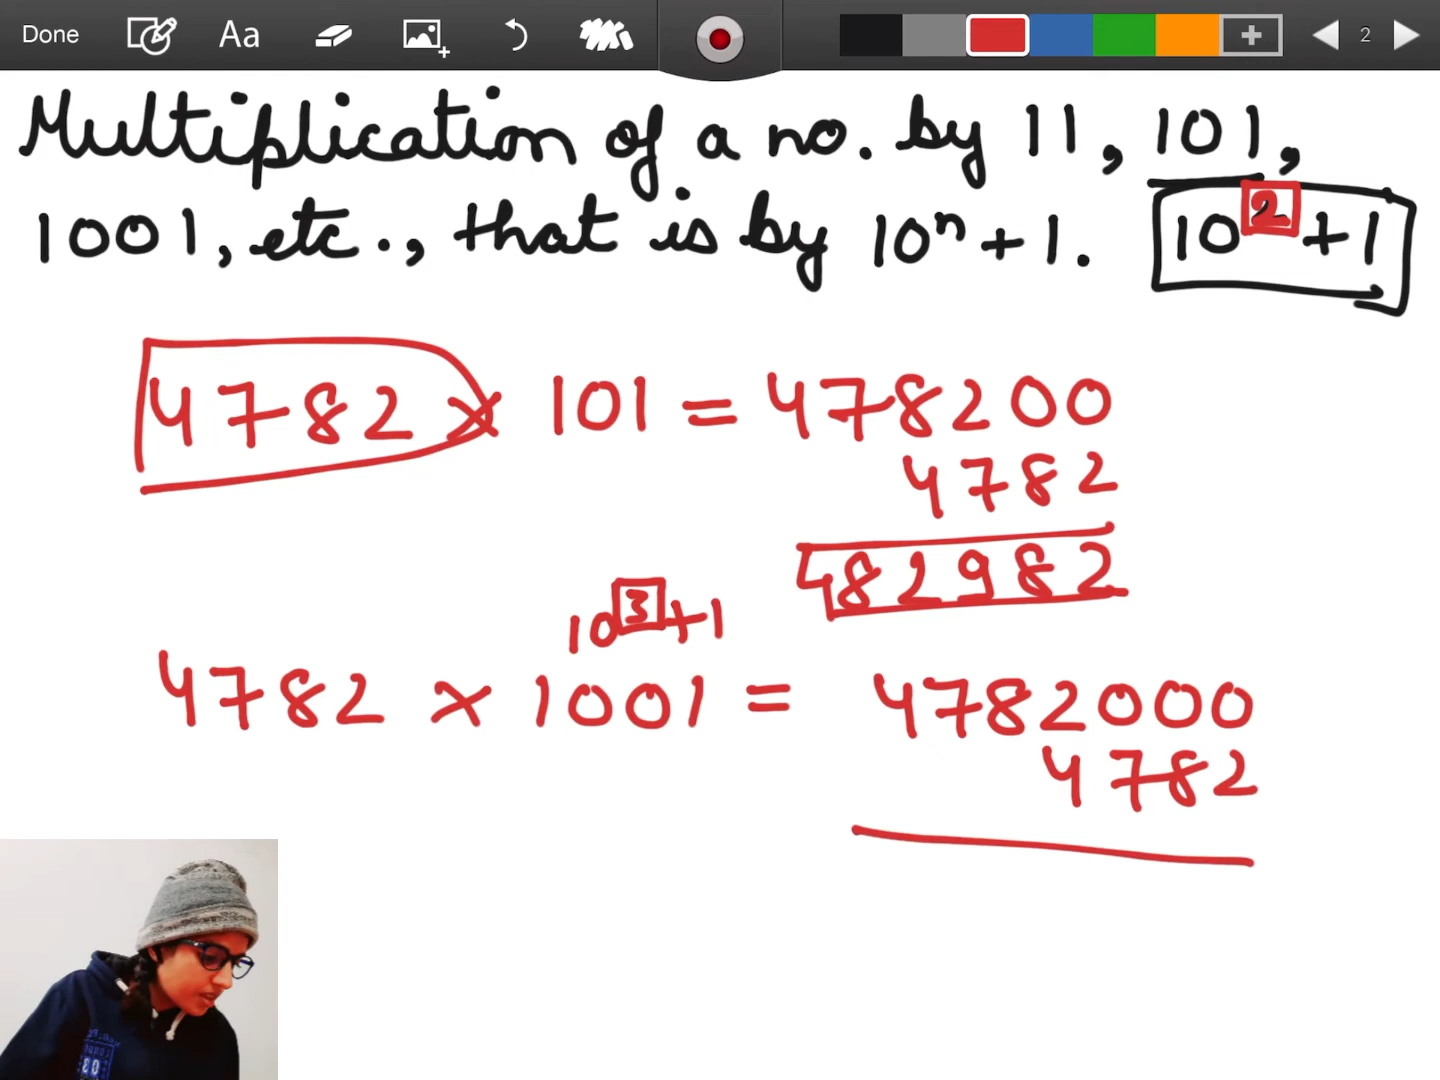 Done Aa 2
Multiplication of a no. by 11, 101,
1001, etc., that is by 10ⁿ + 1. 10² + 1
4782 × 101 = 478200
4782
482982
10³ + 1
4782 × 1001 = 4782000
4782
03